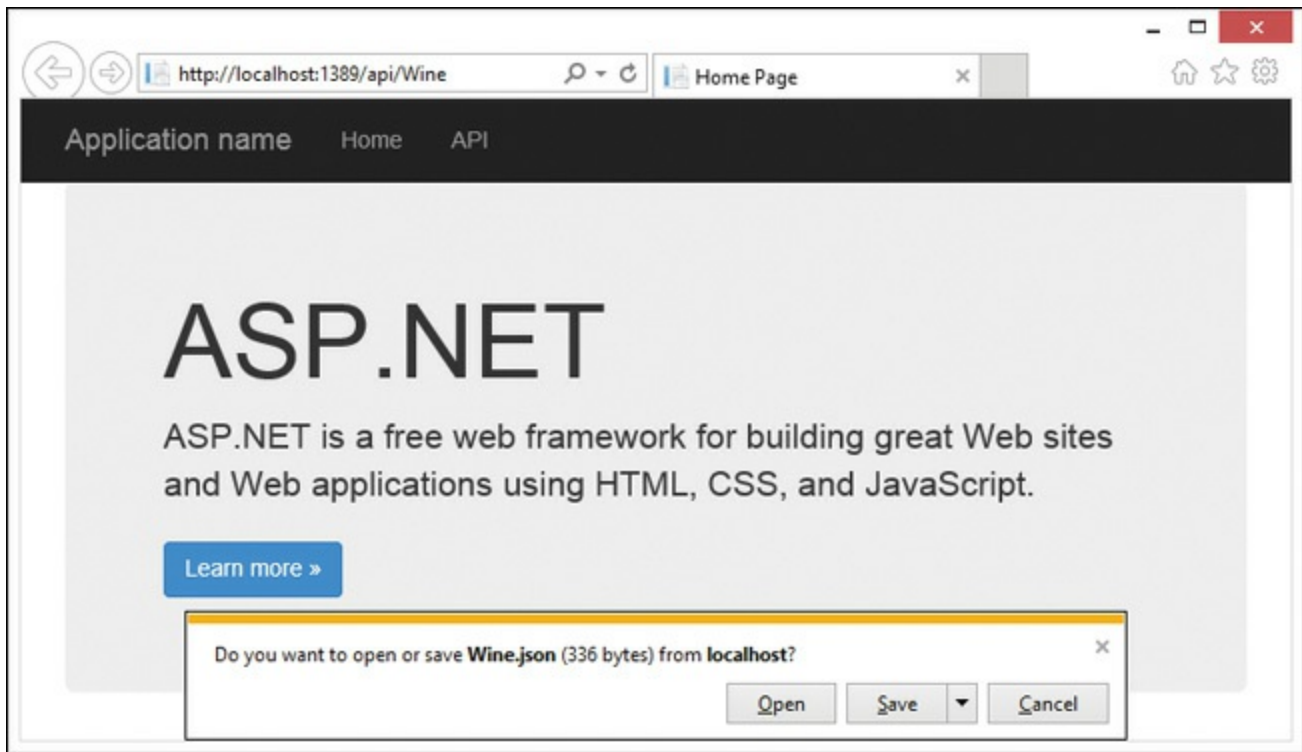 http://localhost:1389/api/Wine
Home Page
Application name Home API
ASP.NET
ASP.NET is a free web framework for building great Web sites
and Web applications using HTML, CSS, and JavaScript.
Learn more »
Do you want to open or save Wine.json (336 bytes) from localhost?
Open Save Cancel